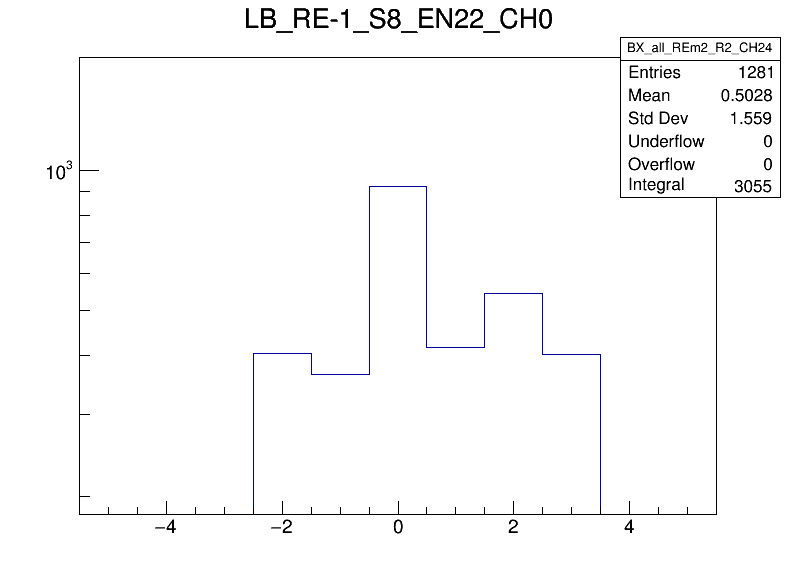 LB_RE-1_S8_EN22_CH0
BX_all_REm2_R2_CH24
Entries 1281
Mean 0.5028
Std Dev 1.559
Underflow 0
Overflow 0
Integral 3055
10³
−4 −2 0 2 4